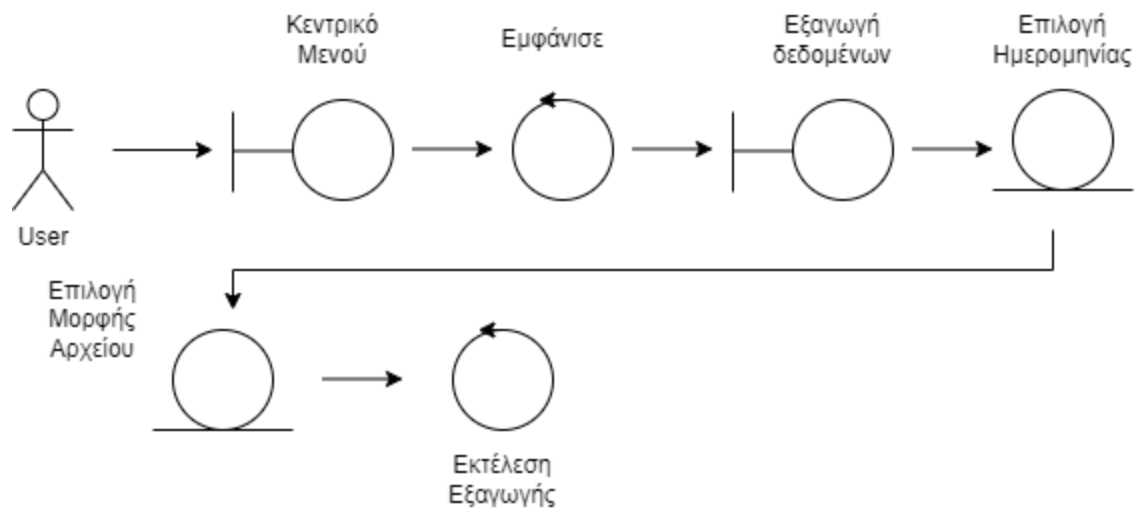 Κεντρικό
Μενού
Εμφάνισε
Εξαγωγή
δεδομένων
Επιλογή
Ημερομηνίας
User
Επιλογή
Μορφής
Αρχείου
Εκτέλεση
Εξαγωγής